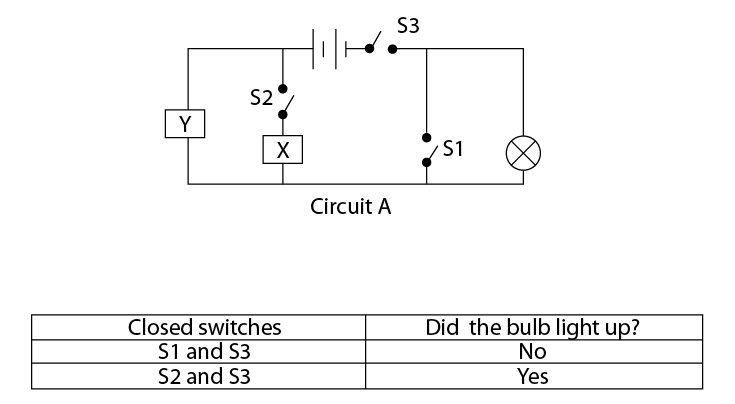 S3
S2
Y
X
S1
Circuit A
Closed switches Did the bulb light up?
S1 and S3 No
S2 and S3 Yes